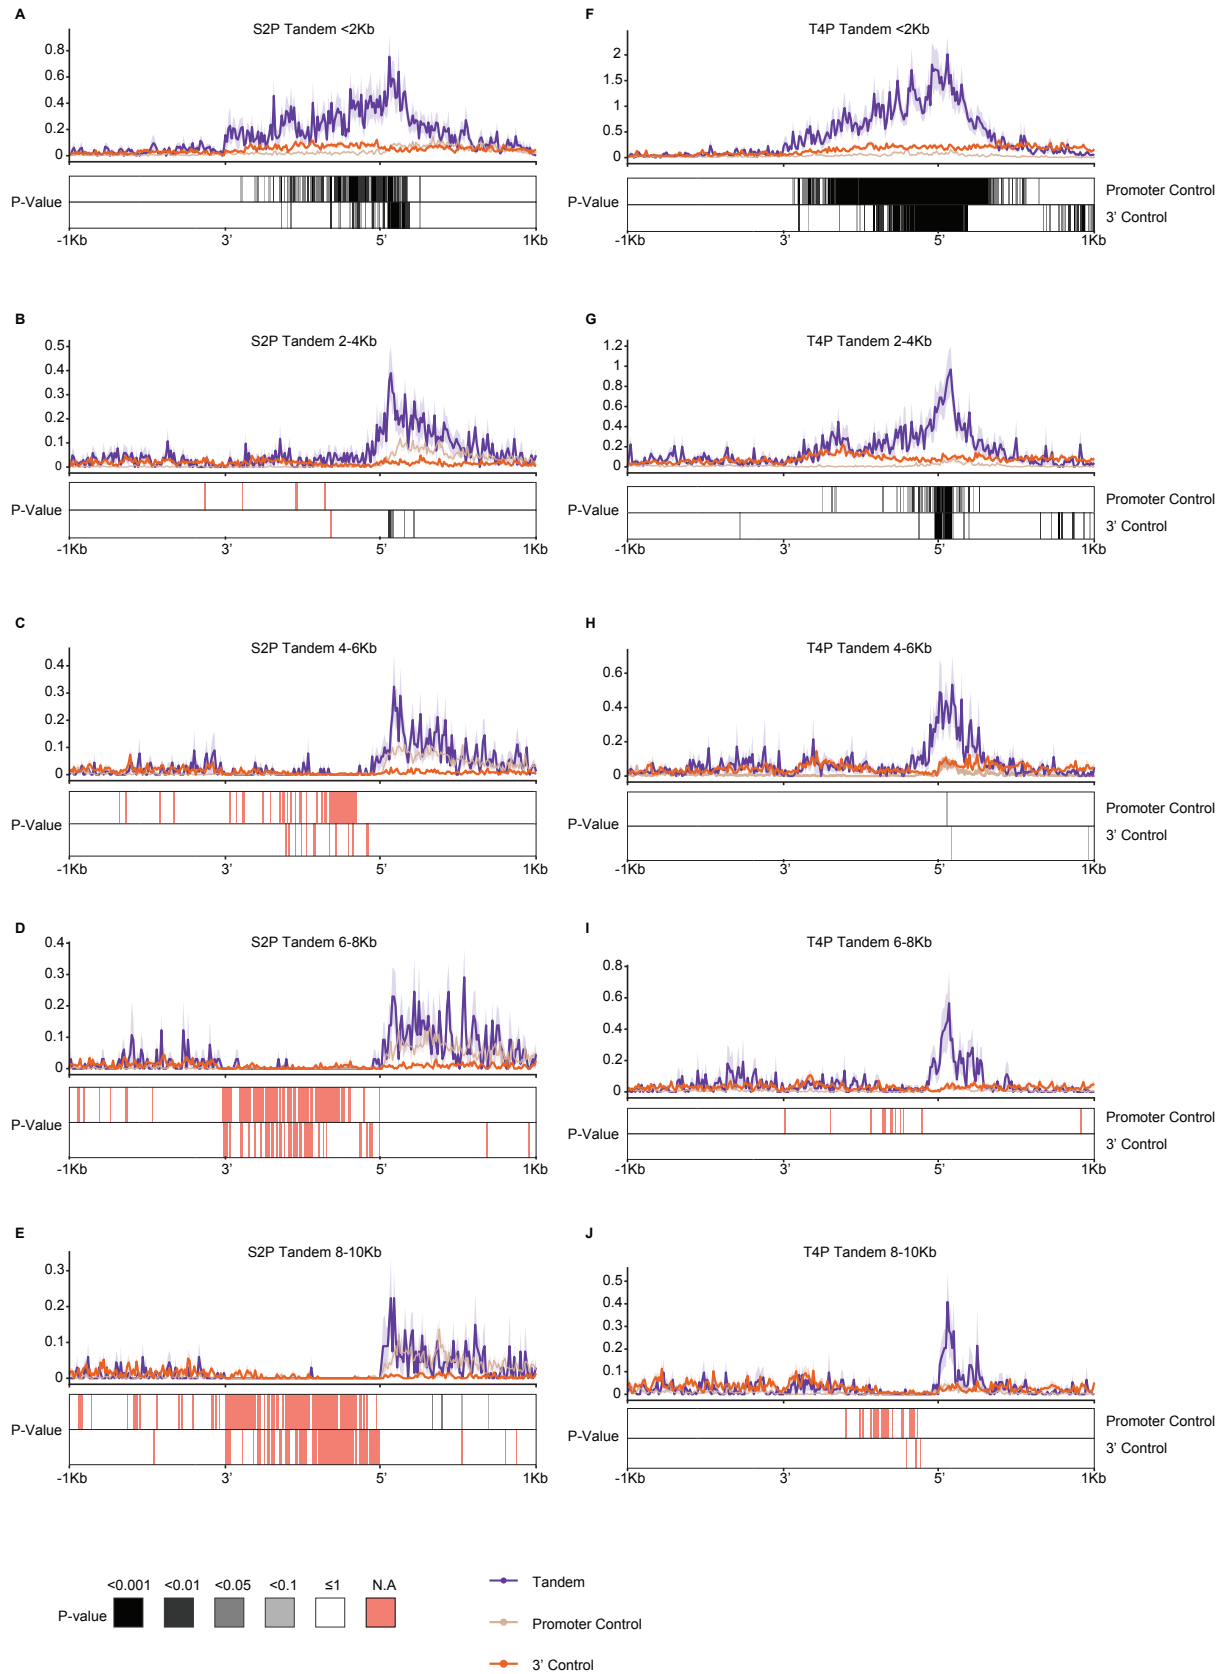 A
S2P Tandem <2Kb
0.8
0.6
0.4
0.2
0
P-Value
-1Kb 3’ 5’ 1Kb
F
T4P Tandem <2Kb
2
1.5
1
0.5
0
P-Value
Promoter Control
3’ Control
-1Kb 3’ 5’ 1Kb
B
S2P Tandem 2-4Kb
0.5
0.4
0.3
0.2
0.1
0
P-Value
-1Kb 3’ 5’ 1Kb
G
T4P Tandem 2-4Kb
1.2
1
0.8
0.6
0.4
0.2
0
P-Value
Promoter Control
3’ Control
-1Kb 3’ 5’ 1Kb
C
S2P Tandem 4-6Kb
0.4
0.3
0.2
0.1
0
P-Value
-1Kb 3’ 5’ 1Kb
H
T4P Tandem 4-6Kb
0.6
0.4
0.2
0
P-Value
Promoter Control
3’ Control
-1Kb 3’ 5’ 1Kb
D
S2P Tandem 6-8Kb
0.4
0.3
0.2
0.1
0
P-Value
-1Kb 3’ 5’ 1Kb
I
T4P Tandem 6-8Kb
0.8
0.6
0.4
0.2
0
P-Value
Promoter Control
3’ Control
-1Kb 3’ 5’ 1Kb
E
S2P Tandem 8-10Kb
0.3
0.2
0.1
0
P-Value
-1Kb 3’ 5’ 1Kb
J
T4P Tandem 8-10Kb
0.5
0.4
0.3
0.2
0.1
0
P-Value
Promoter Control
3’ Control
-1Kb 3’ 5’ 1Kb
<0.001 <0.01 <0.05 <0.1 ≤1 N.A
P-value
Tandem
Promoter Control
3’ Control